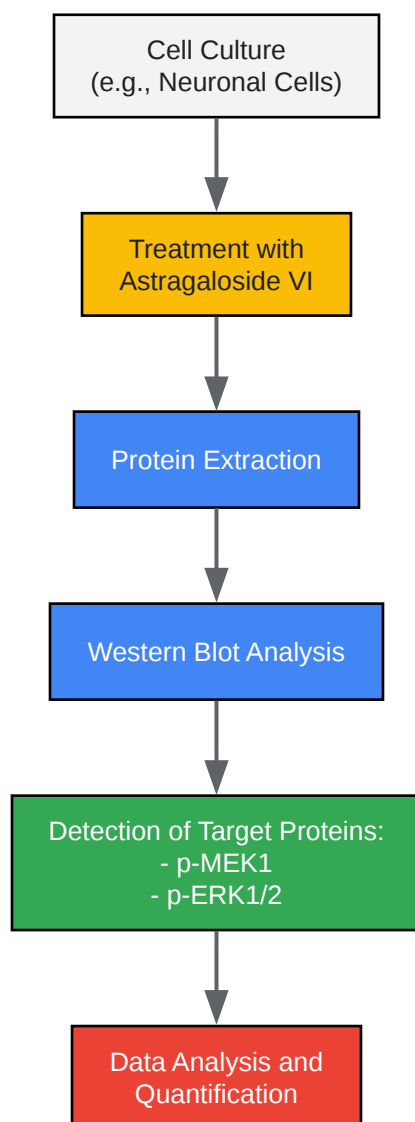 Cell Culture
(e.g., Neuronal Cells)
Treatment with
Astragaloside VI
Protein Extraction
Western Blot Analysis
Detection of Target Proteins:
- p-MEK1
- p-ERK1/2
Data Analysis and
Quantification